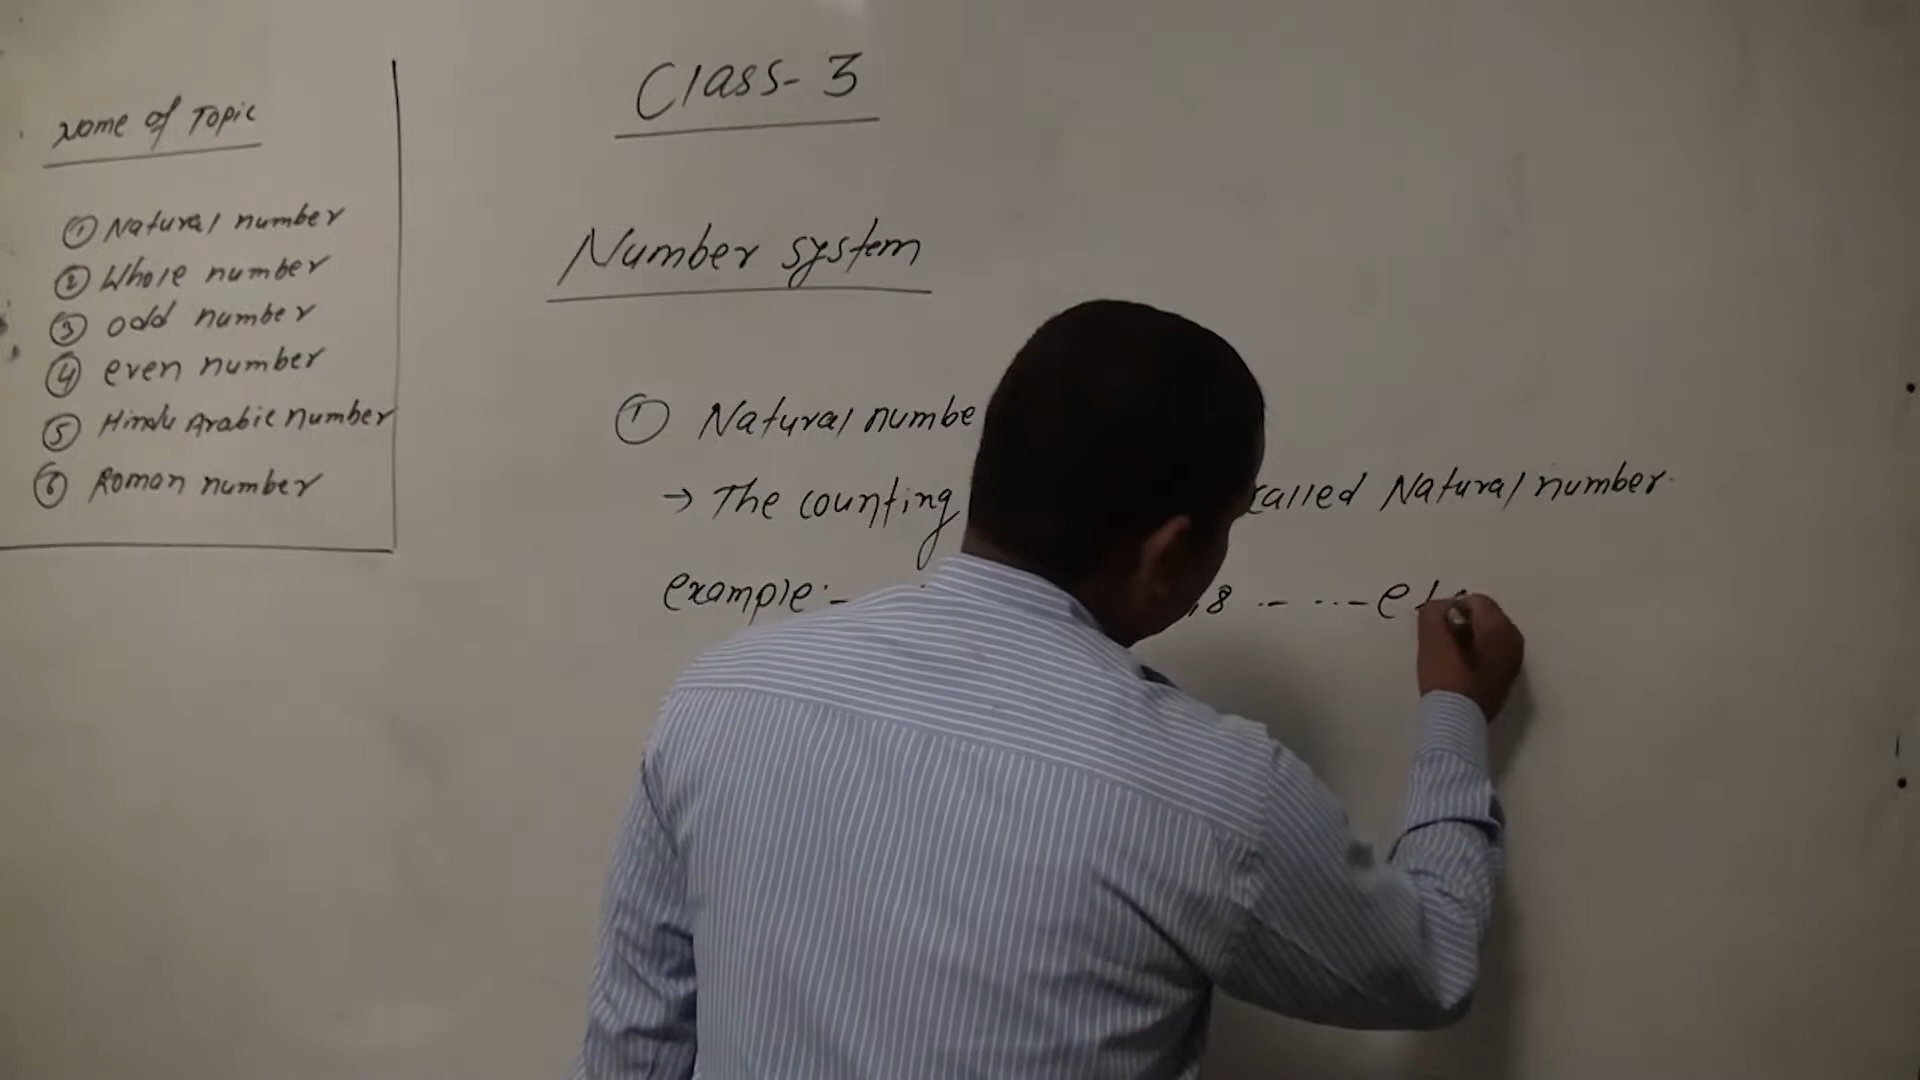 Name of Topic
① Natural number
② Whole number
③ odd number
④ even number
⑤ Hindu Arabic number
⑥ Roman number
Class-3
Number system
① Natural numbe
→ The counting called Natural number.
example:- ,8 -- ---etc